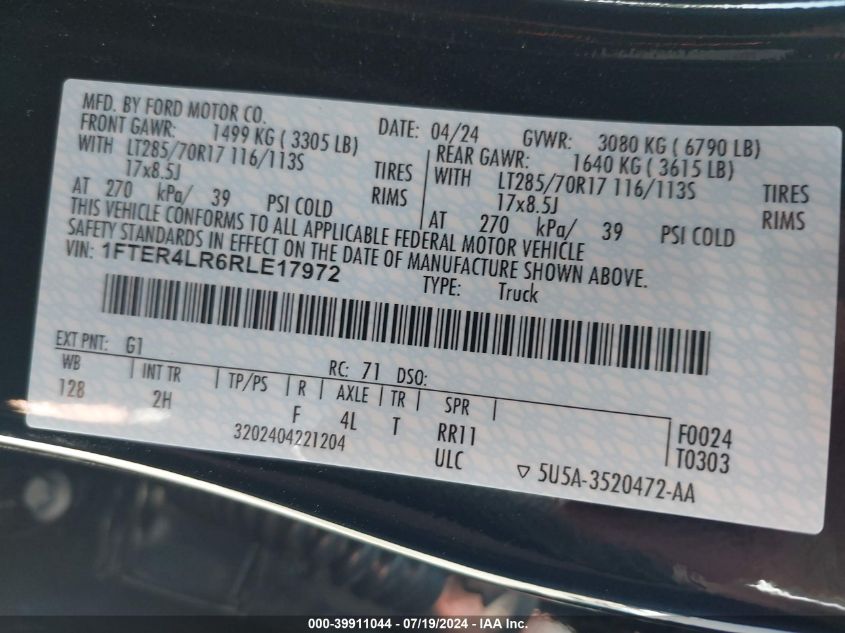 MFD. BY FORD MOTOR CO.
DATE: 04/24 GVWR: 3080 KG ( 6790 LB)
FRONT GAWR: 1499 KG ( 3305 LB)
WITH LT285/70R17 116/113S TIRES
17x8.5J RIMS
AT 270 kPa/ 39 PSI COLD
REAR GAWR: 1640 KG ( 3615 LB)
WITH LT285/70R17 116/113S TIRES
17x8.5J RIMS
AT 270 kPa/ 39 PSI COLD
THIS VEHICLE CONFORMS TO ALL APPLICABLE FEDERAL MOTOR VEHICLE
SAFETY STANDARDS IN EFFECT ON THE DATE OF MANUFACTURE SHOWN ABOVE.
VIN: 1FTER4LR6RLE17972
TYPE: Truck
EXT PNT: G1 RC: 71 DSO:
WB INT TR TP/PS R AXLE TR SPR
128 2H F 4L T RR11 F0024
3202404221204 ULC T0303
5U5A-3520472-AA
000-39911044 / 07/19/2024 - IAA Inc.